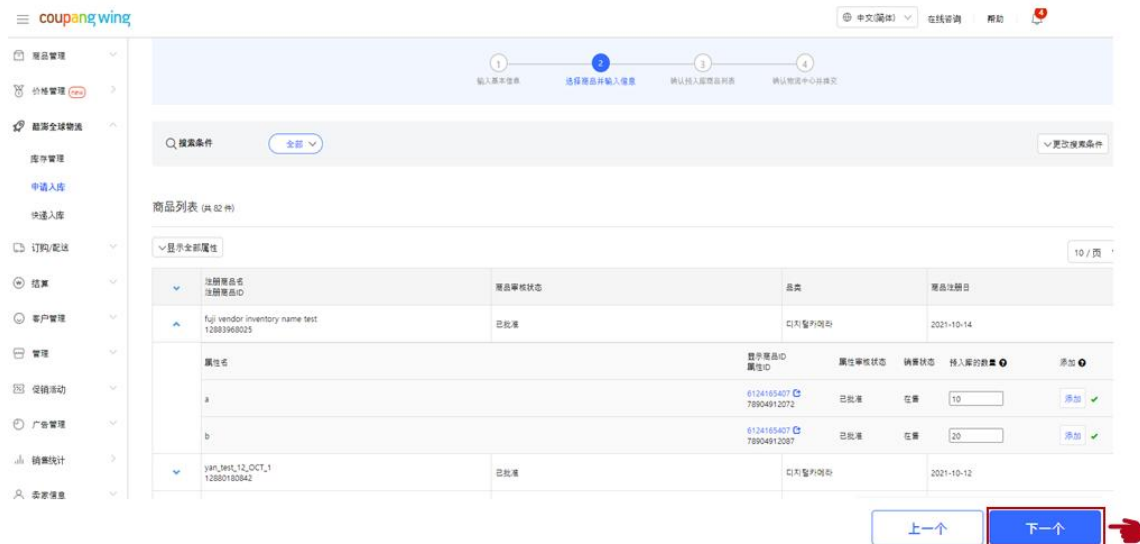 coupang wing
中文(简体)
在线咨询
帮助
4
商品管理
价格管理 new
酷澎全球物流
库存管理
申请入库
快递入库
订购/配送
结算
客户管理
管理
促销活动
广告管理
销售统计
卖家信息
1
2
3
4
输入基本信息
选择商品并输入信息
确认预入库商品列表
确认物流中心并提交
搜索条件
全部
更改搜索条件
商品列表 (共 82 件)
显示全部属性
10 / 页
注册商品名
注册商品ID
商品审核状态
品类
商品注册日
fuji vendor inventory name test
12883968025
已批准
디지털카메라
2021-10-14
属性名
显示商品ID
属性ID
属性审核状态
销售状态
预入库的数量
添加
a
6124165407
78904912072
已批准
在售
10
添加
b
6124165407
78904912087
已批准
在售
20
添加
yan_test_12_OCT_1
12880180842
已批准
디지털카메라
2021-10-12
上一个
下一个